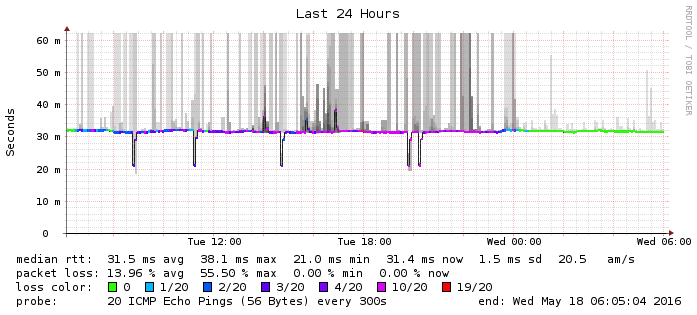 Last 24 Hours
RRDTOOL / TOBI OETIKER
Seconds
60 m
50 m
40 m
30 m
20 m
10 m
0
Tue 12:00 Tue 18:00 Wed 00:00 Wed 06:00
median rtt: 31.5 ms avg 38.1 ms max 21.0 ms min 31.4 ms now 1.5 ms sd 20.5 am/s
packet loss: 13.96 % avg 55.50 % max 0.00 % min 0.00 % now
loss color: 0 1/20 2/20 3/20 4/20 10/20 19/20
probe: 20 ICMP Echo Pings (56 Bytes) every 300s end: Wed May 18 06:05:04 2016